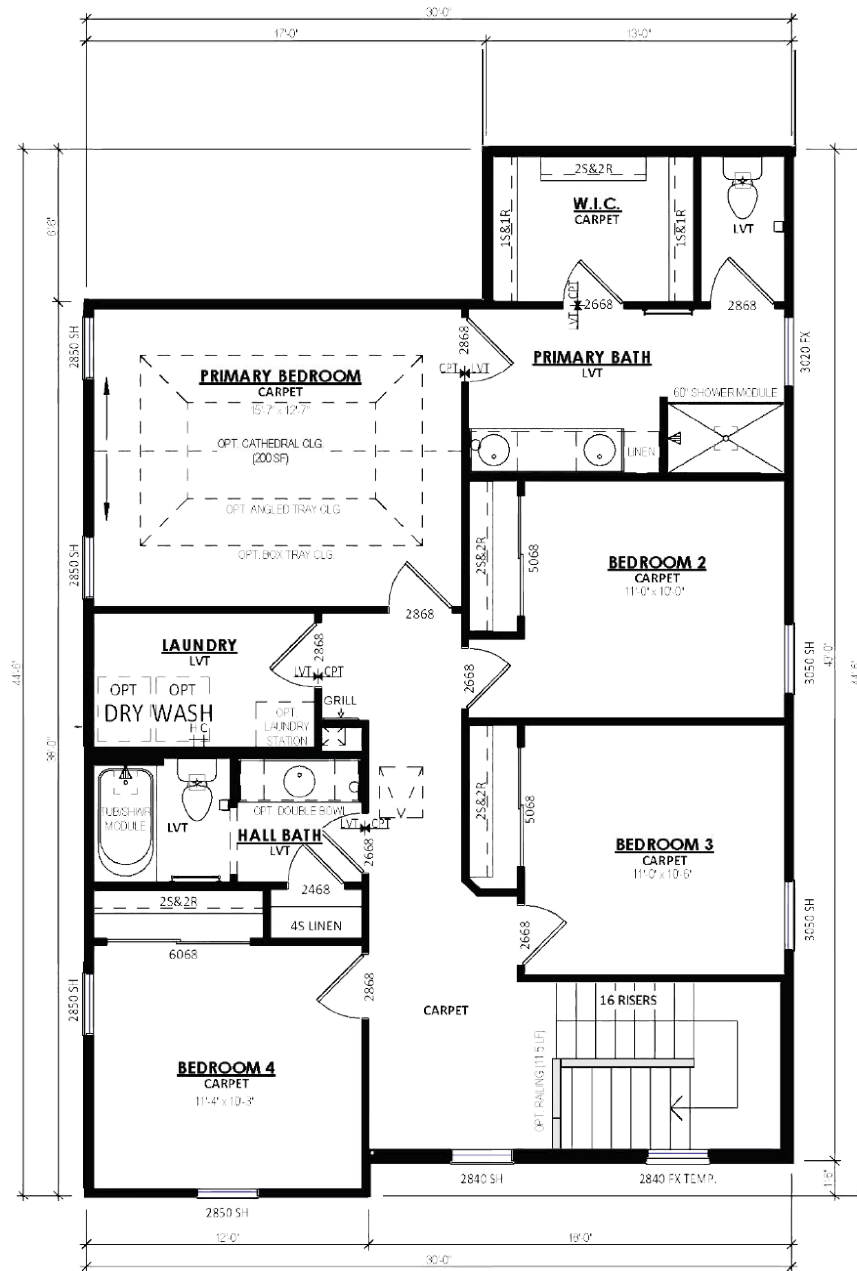 30'-0"
17'-0"
13'-0"
2S&2R
W.I.C.
CARPET
1S&1R
1S&1R
LVT
6'-6"
CPT
LVT
2668
2868
2850 SH
2868
CPT
LVT
PRIMARY BATH
LVT
3020 FX
PRIMARY BEDROOM
CARPET
15'-7" x 12'-7"
60" SHOWER MODULE
OPT. CATHEDRAL CLG.
(200 SF)
LINEN
OPT. ANGLED TRAY CLG.
OPT. BOX TRAY CLG.
2850 SH
2S&2R
5068
BEDROOM 2
CARPET
11'-0" x 10'-0"
2868
LAUNDRY
LVT
2868
LVT
CPT
2668
3050 SH
43'-0"
44'-6"
44'-6"
OPT
DRY
OPT
WASH
H C
OPT
LAUNDRY
STATION
GRILL
38'-0"
TUB/SHWR
MODULE
LVT
OPT. DOUBLE BOWL
HALL BATH
LVT
LVT
CPT
2668
2S&2R
5068
BEDROOM 3
CARPET
11'-0" x 10'-6"
2468
4S LINEN
2S&2R
6068
2668
3050 SH
2850 SH
2868
CARPET
16 RISERS
BEDROOM 4
CARPET
11'-4" x 10'-3"
OPT. RAILING (11.5 LF)
2840 SH
2840 FX TEMP.
1'-6"
2850 SH
12'-0"
30'-0"